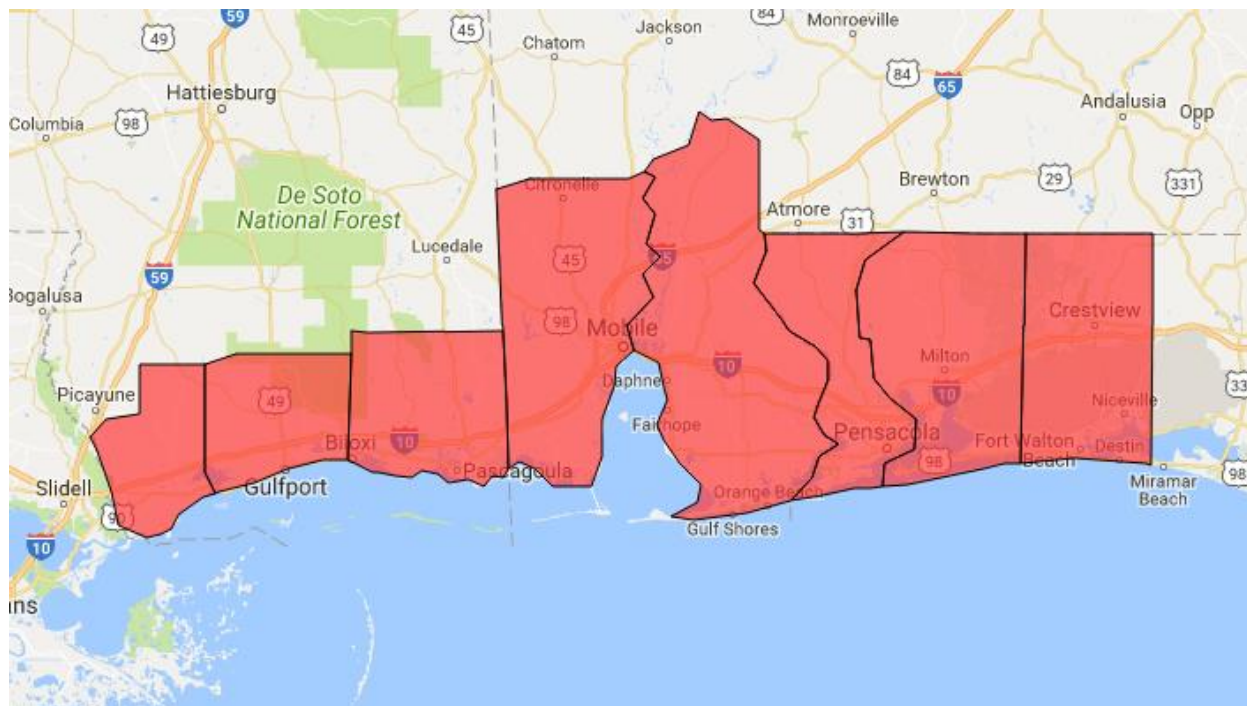 59
84
Monroeville
49
45
Jackson
Chatom
84
65
Hattiesburg
Andalusia
Opp
Columbia
98
Brewton
29
331
De Soto
National Forest
Citronelle
Atmore
31
Lucedale
45
59
Bogalusa
98
Mobile
Crestview
Milton
10
Picayune
49
Daphne
10
Niceville
Fairhope
Biloxi
10
Pensacola
Fort Walton
Beach
Destin
98
Pascagoula
98
Slidell
Gulfport
Orange Beach
Miramar
Beach
90
Gulf Shores
10